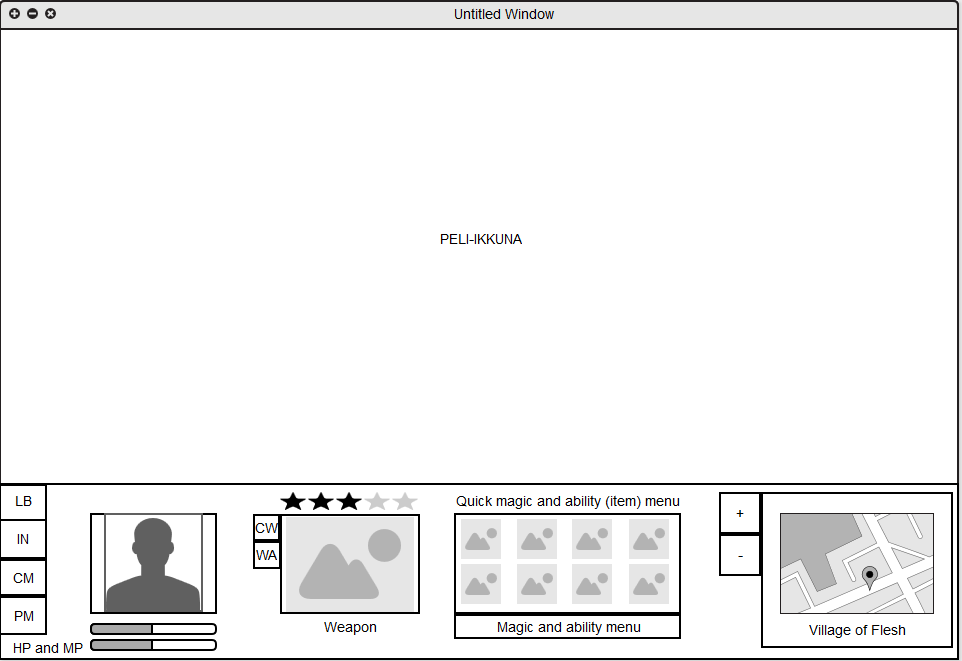 Untitled Window
PELI-IKKUNA
LB
IN
CM
PM
HP and MP
CW
WA
Weapon
Quick magic and ability (item) menu
Magic and ability menu
+
-
Village of Flesh